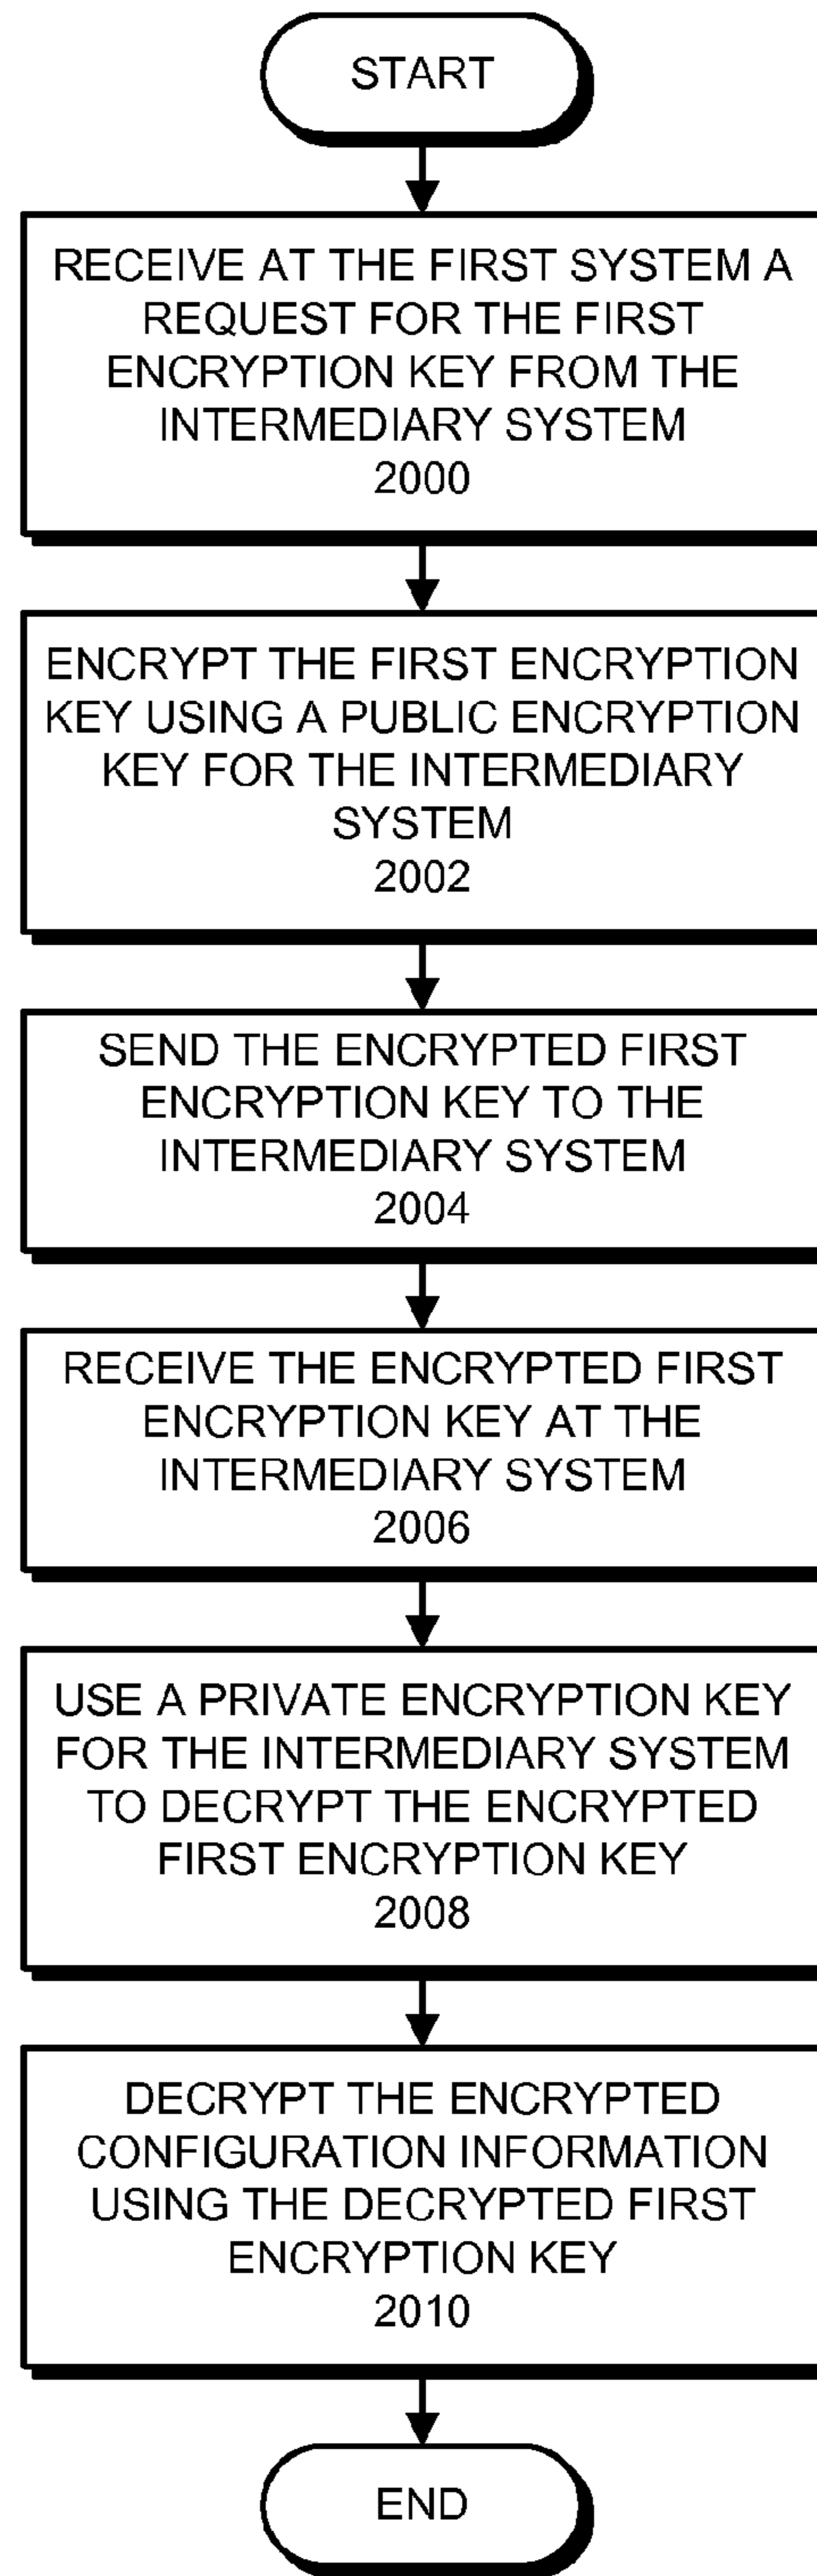 START
RECEIVE AT THE FIRST SYSTEM A
REQUEST FOR THE FIRST
ENCRYPTION KEY FROM THE
INTERMEDIARY SYSTEM
2000
ENCRYPT THE FIRST ENCRYPTION
KEY USING A PUBLIC ENCRYPTION
KEY FOR THE INTERMEDIARY
SYSTEM
2002
SEND THE ENCRYPTED FIRST
ENCRYPTION KEY TO THE
INTERMEDIARY SYSTEM
2004
RECEIVE THE ENCRYPTED FIRST
ENCRYPTION KEY AT THE
INTERMEDIARY SYSTEM
2006
USE A PRIVATE ENCRYPTION KEY
FOR THE INTERMEDIARY SYSTEM
TO DECRYPT THE ENCRYPTED
FIRST ENCRYPTION KEY
2008
DECRYPT THE ENCRYPTED
CONFIGURATION INFORMATION
USING THE DECRYPTED FIRST
ENCRYPTION KEY
2010
END